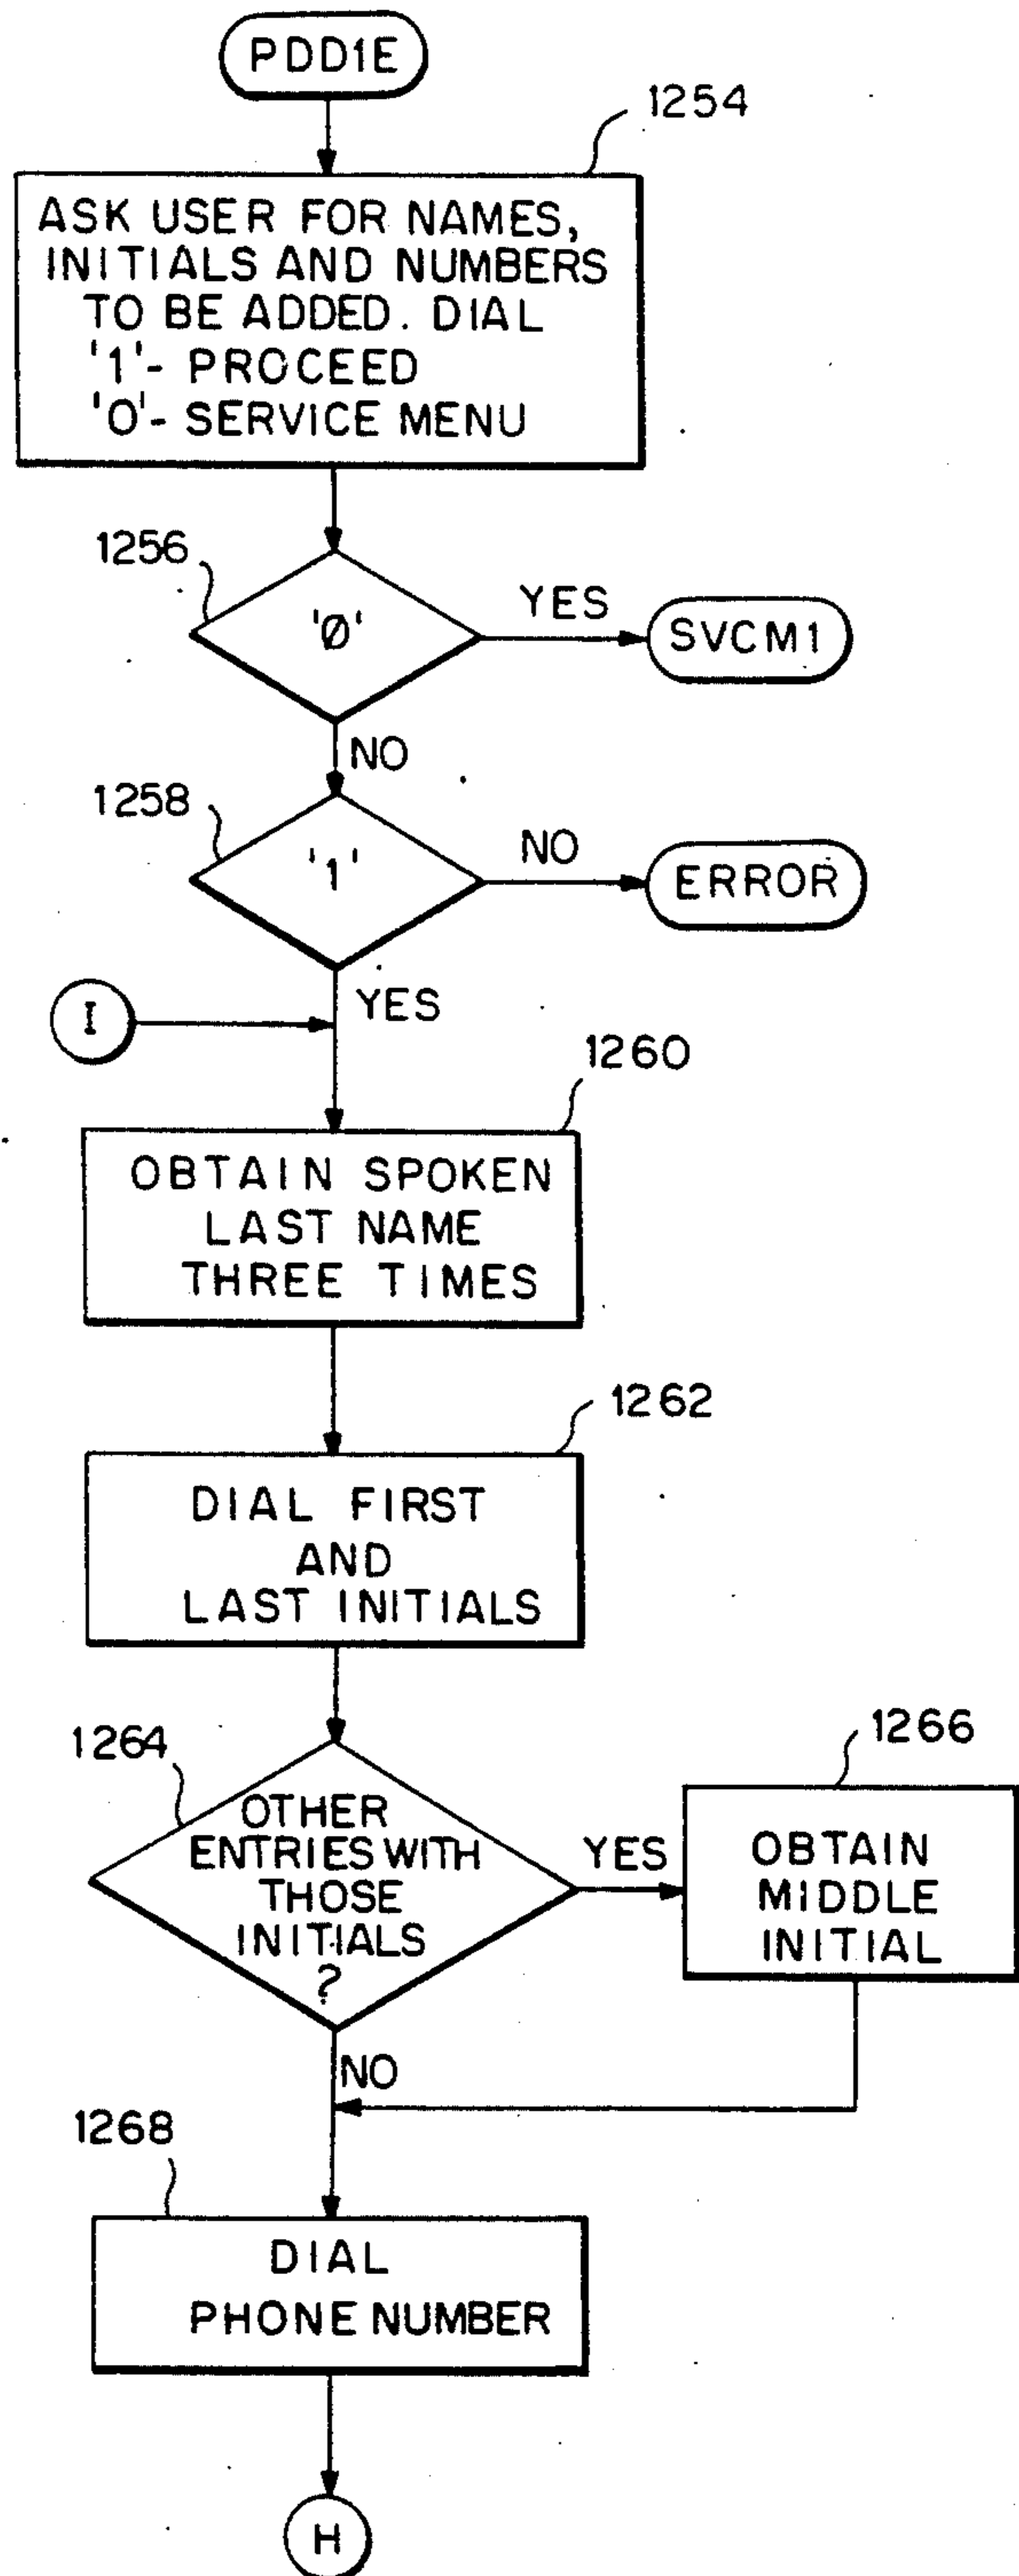 PDD1E
1254
ASK USER FOR NAMES,
INITIALS AND NUMBERS
TO BE ADDED. DIAL
'1'- PROCEED
'0'- SERVICE MENU
1256
'Ø'
YES
SVCM1
NO
1258
'1'
NO
ERROR
YES
I
1260
OBTAIN SPOKEN
LAST NAME
THREE TIMES
1262
DIAL FIRST
AND
LAST INITIALS
1264
OTHER
ENTRIES WITH
THOSE
INITIALS
?
YES
1266
OBTAIN
MIDDLE
INITIAL
NO
1268
DIAL
PHONE NUMBER
H